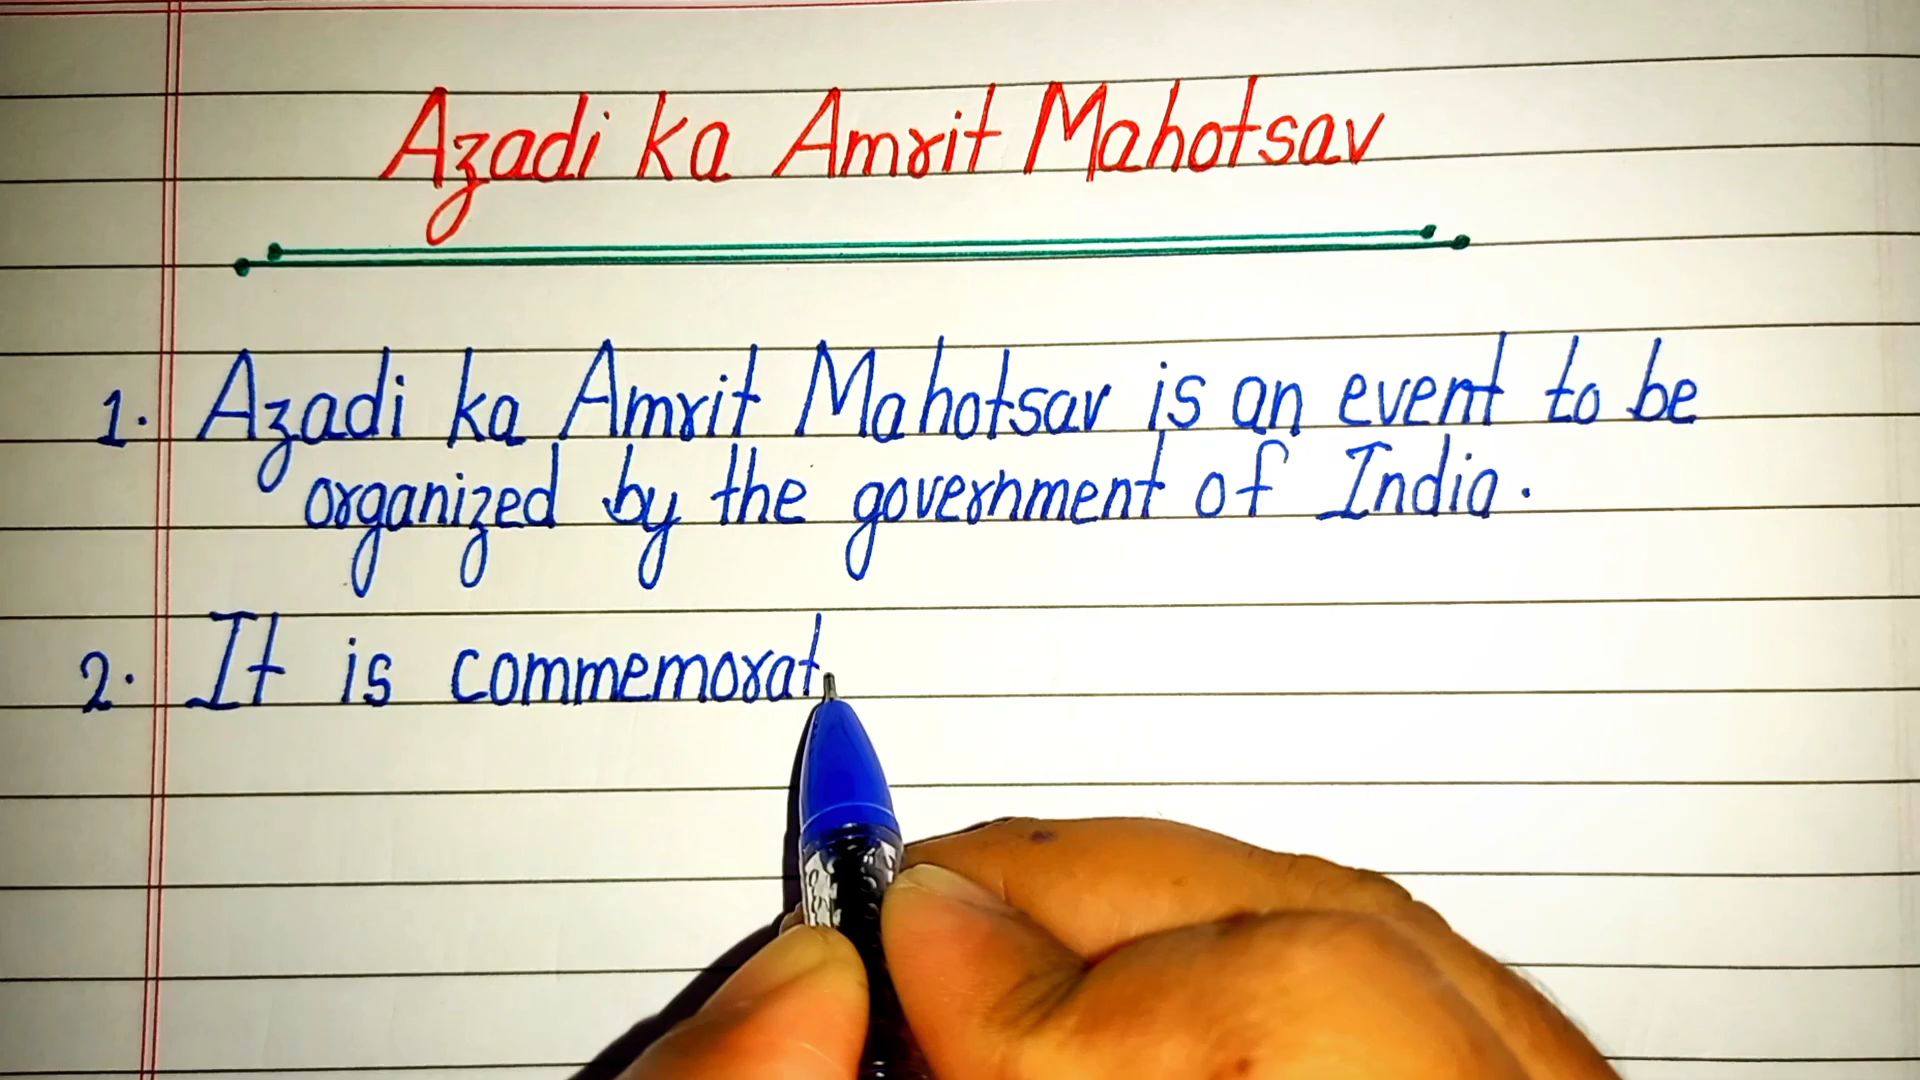 Azadi ka Amrit Mahotsav
1. Azadi ka Amrit Mahotsav is an event to be
organized by the government of India.
2. It is commemorat